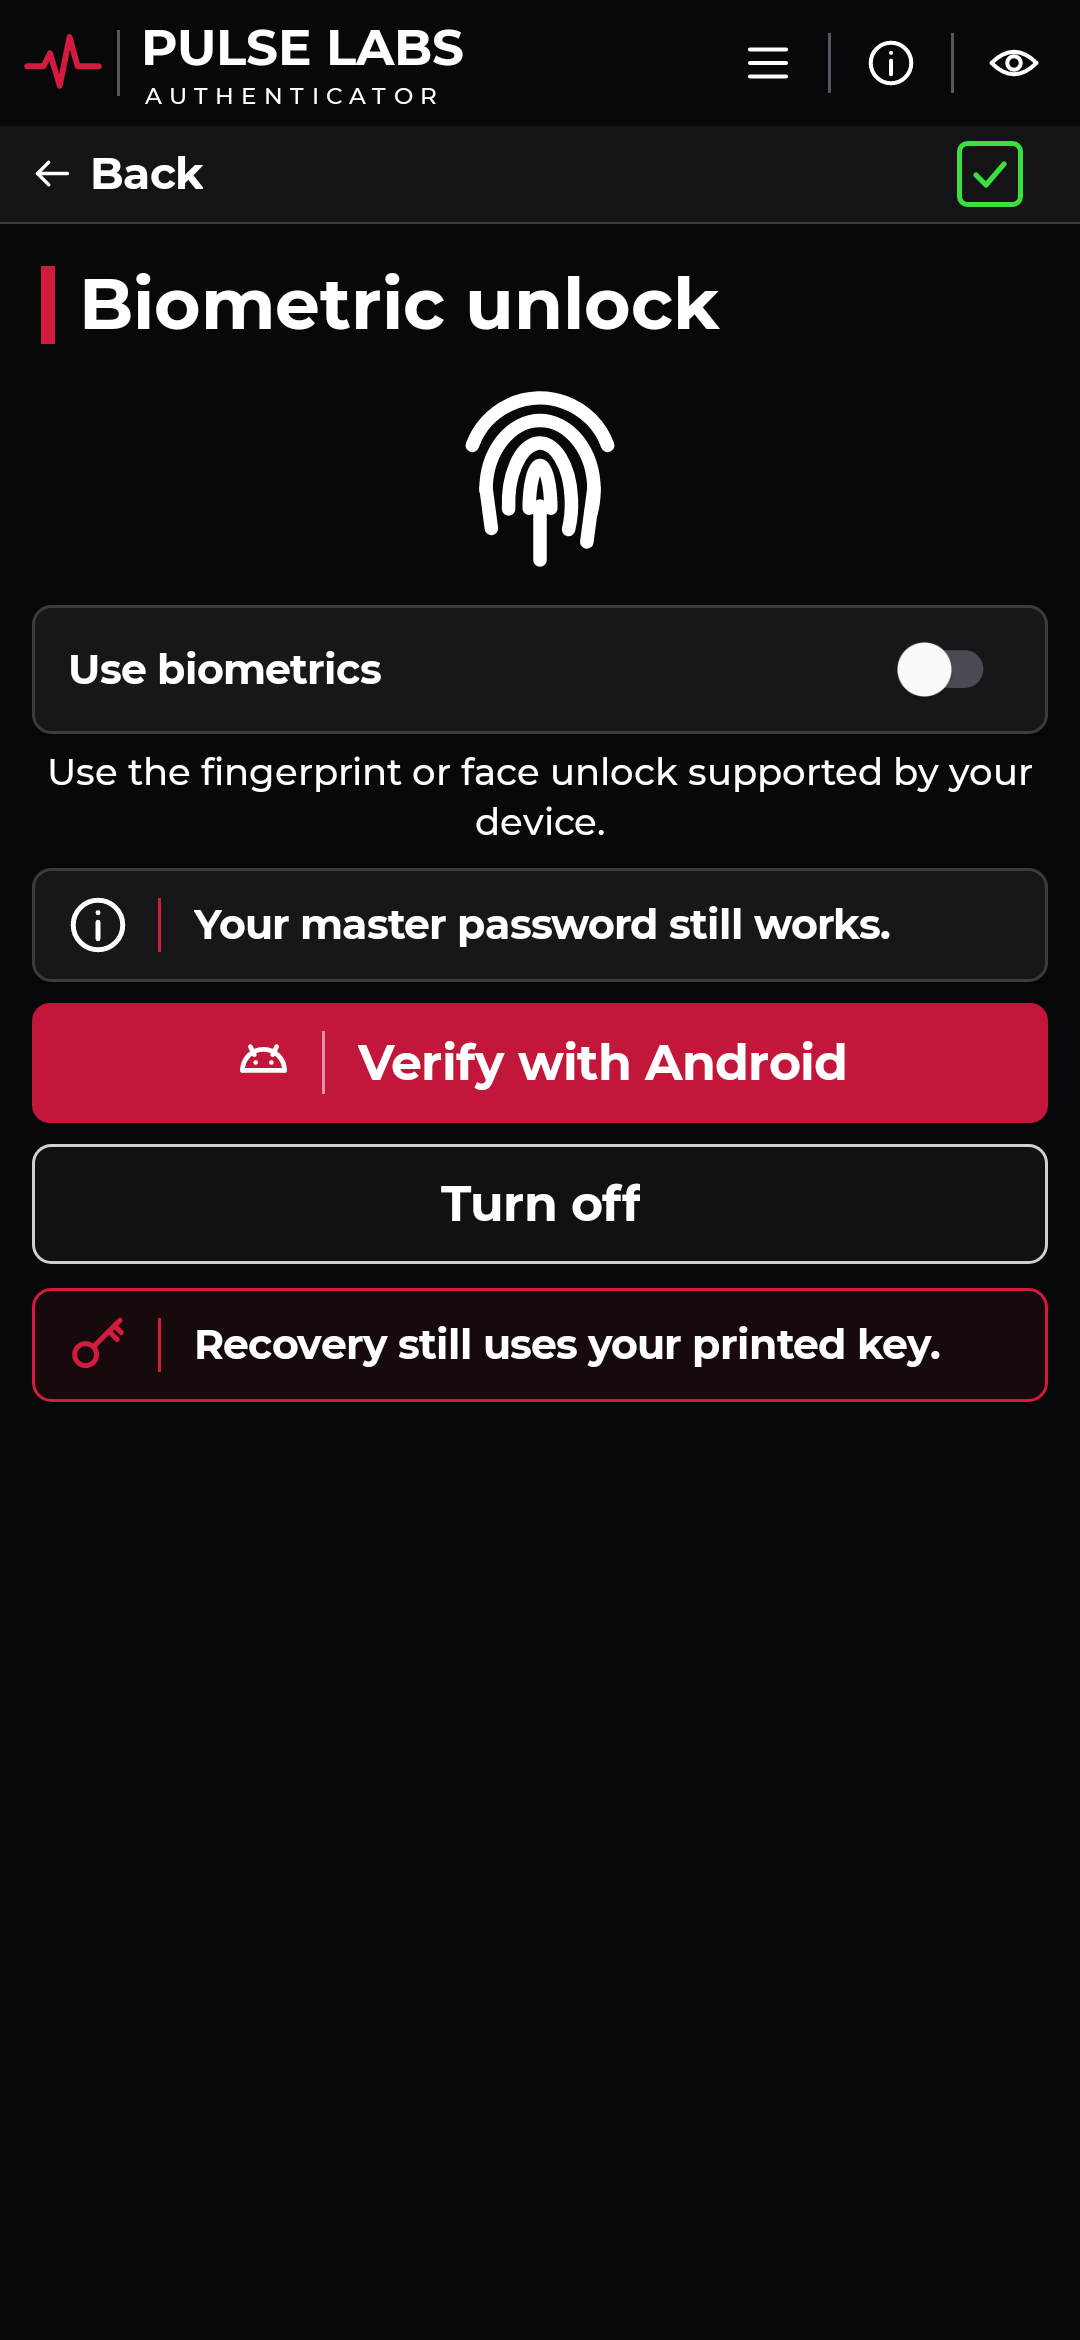 PULSE LABS
AUTHENTICATOR
Back
Biometric unlock
Use biometrics
Use the fingerprint or face unlock supported by your
device.
Your master password still works.
Verify with Android
Turn off
Recovery still uses your printed key.